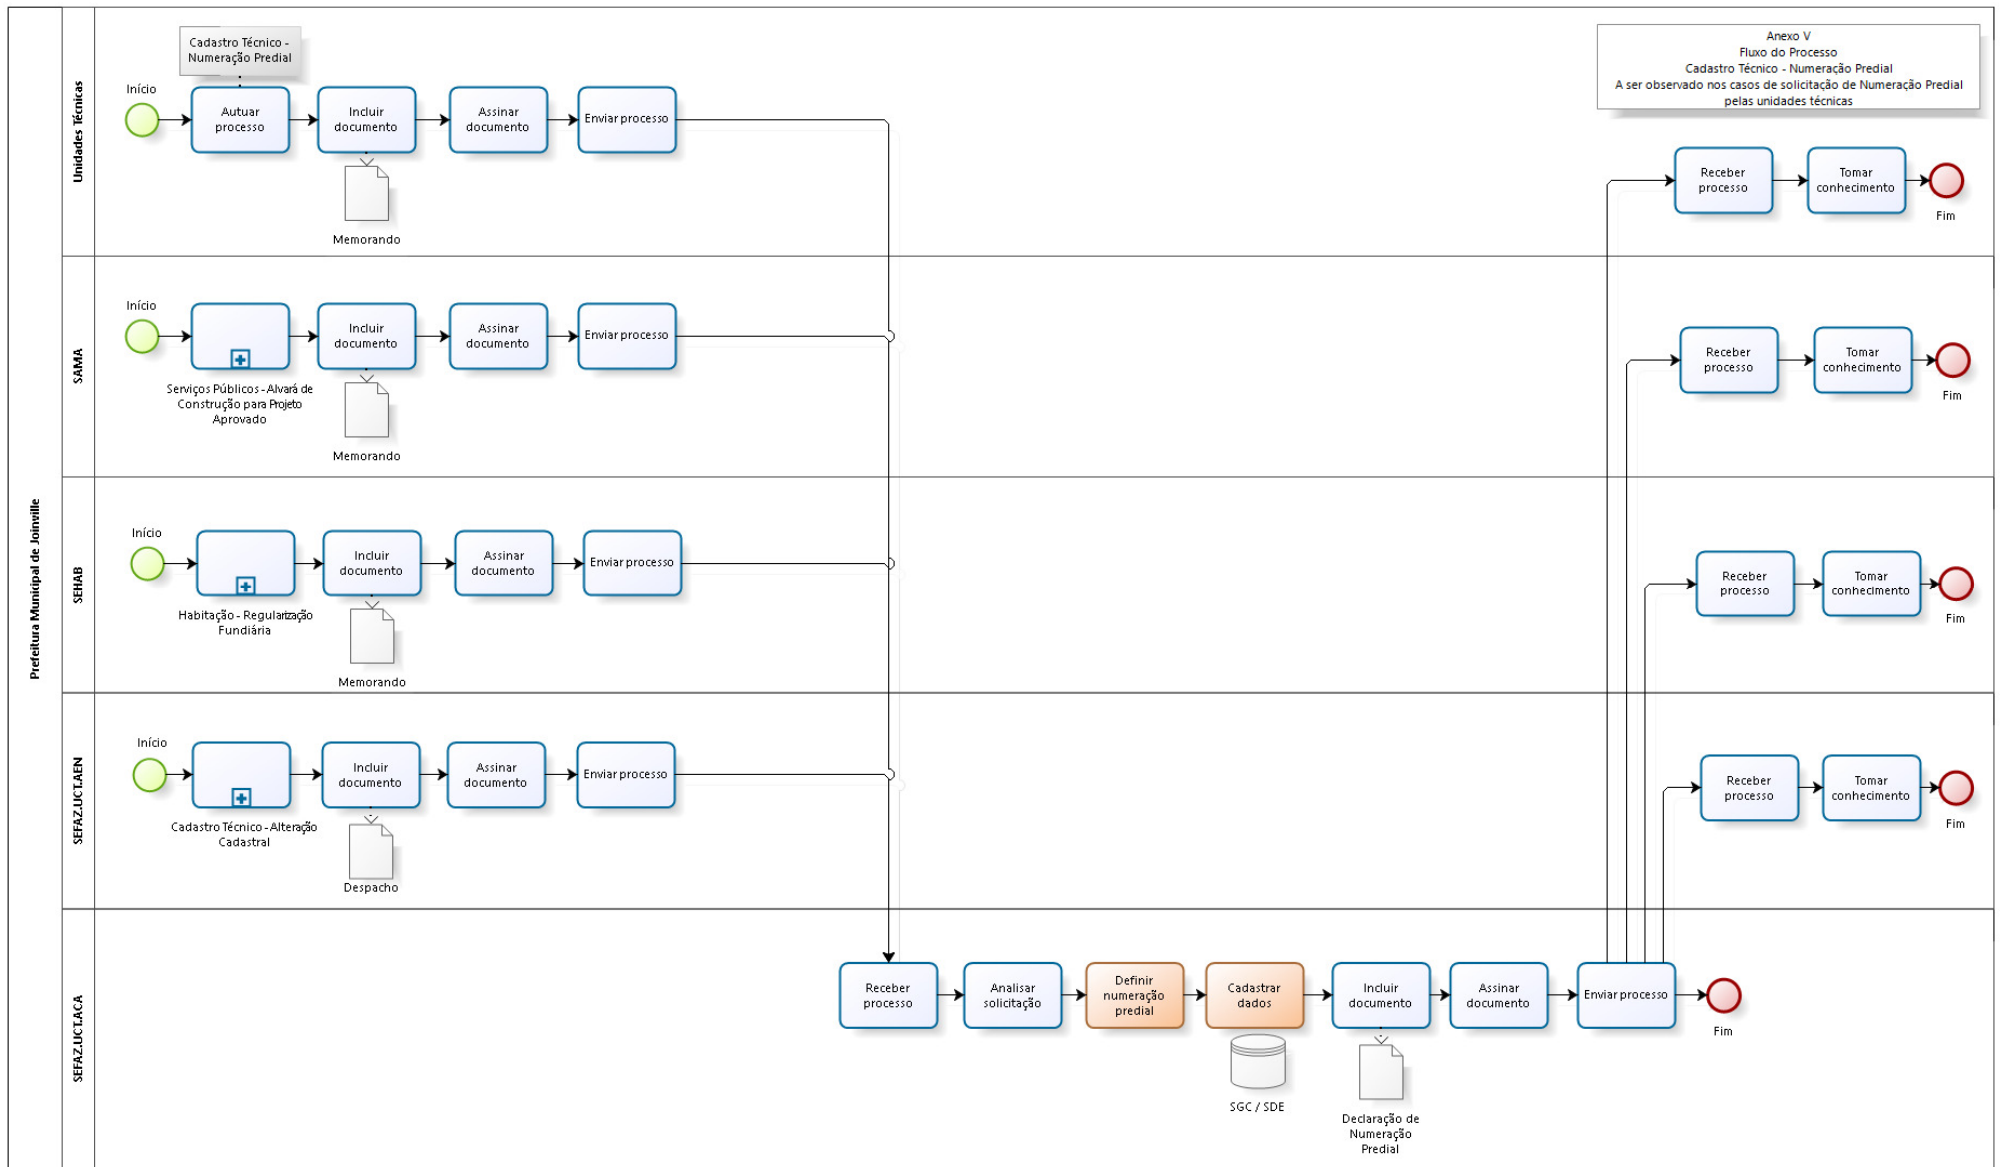 Prefeitura Municipal de Joinville
Unidades Técnicas
Cadastro Técnico -
Numeração Predial
Início
Autuar
processo
Incluir
documento
Assinar
documento
Enviar processo
Memorando
Anexo V
Fluxo do Processo
Cadastro Técnico - Numeração Predial
A ser observado nos casos de solicitação de Numeração Predial
pelas unidades técnicas
Receber
processo
Tomar
conhecimento
Fim
SAMA
Início
Serviços Públicos - Alvará de
Construção para Projeto
Aprovado
Incluir
documento
Assinar
documento
Enviar processo
Memorando
Receber
processo
Tomar
conhecimento
Fim
SEHAB
Início
Habitação - Regularização
Fundiária
Incluir
documento
Assinar
documento
Enviar processo
Memorando
Receber
processo
Tomar
conhecimento
Fim
SEFAZ.UCT.AEN
Início
Cadastro Técnico - Alteração
Cadastral
Incluir
documento
Assinar
documento
Enviar processo
Despacho
Receber
processo
Tomar
conhecimento
Fim
SEFAZ.UCT.ACA
Receber
processo
Analisar
solicitação
Definir
numeração
predial
Cadastrar
dados
SGC / SDE
Incluir
documento
Declaração de
Numeração
Predial
Assinar
documento
Enviar processo
Fim